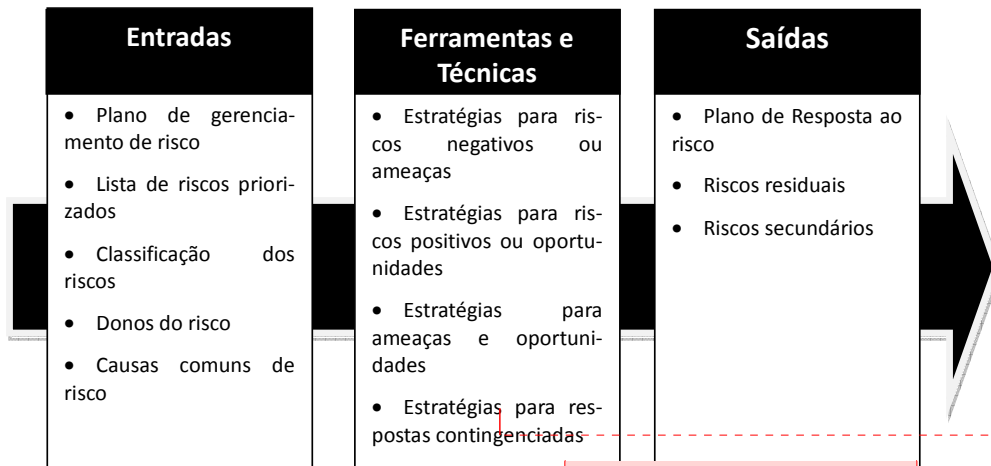 Entradas
• Plano de gerencia-
mento de risco
• Lista de riscos priori-
zados
• Classificação dos
riscos
• Donos do risco
• Causas comuns de
risco
Ferramentas e
Técnicas
• Estratégias para ris-
cos negativos ou
ameaças
• Estratégias para ris-
cos positivos ou oportu-
nidades
• Estratégias para
ameaças e oportuni-
dades
• Estratégias para res-
postas contingenciadas
Saídas
• Plano de Resposta ao
risco
• Riscos residuais
• Riscos secundários